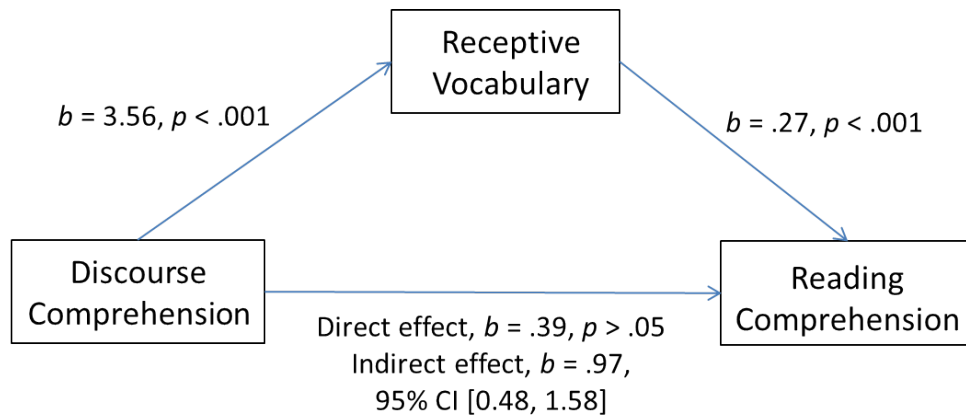 Receptive
Vocabulary
b = 3.56, p < .001
b = .27, p < .001
Discourse
Comprehension
Reading
Comprehension
Direct effect, b = .39, p > .05
Indirect effect, b = .97,
95% CI [0.48, 1.58]